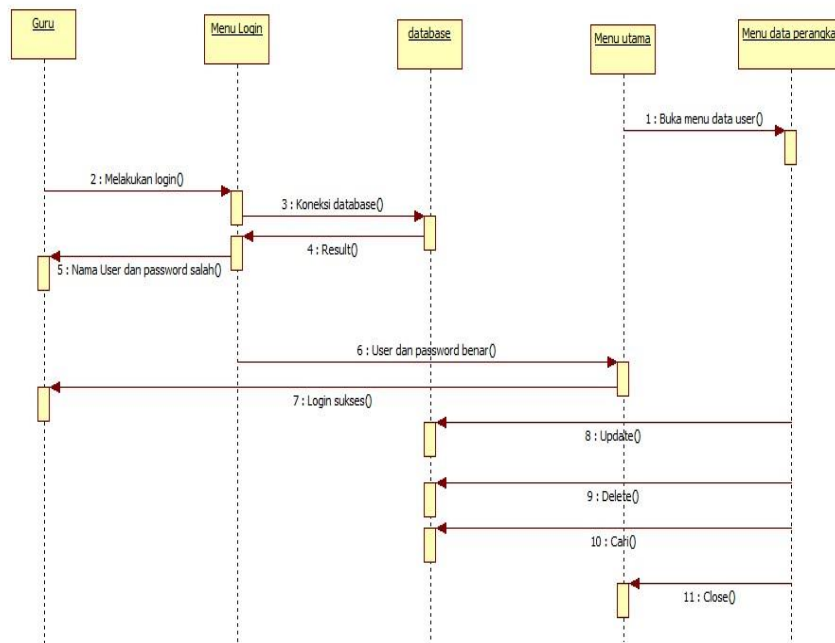 Guru
Menu Login
database
Menu utama
Menu data perangka
1 : Buka menu data user()
2 : Melakukan login()
3 : Koneksi database()
4 : Result()
5 : Nama User dan password salah()
6 : User dan password benar()
7 : Login sukses()
8 : Update()
9 : Delete()
10 : Cari()
11 : Close()